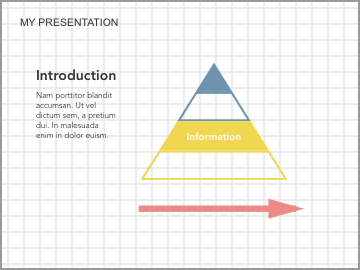 MY PRESENTATION
Introduction
Nam porttitor blandit
accumsan. Ut vel
dictum sem, a pretium
dui. In malesuada
enim in dolor euismod.
Information